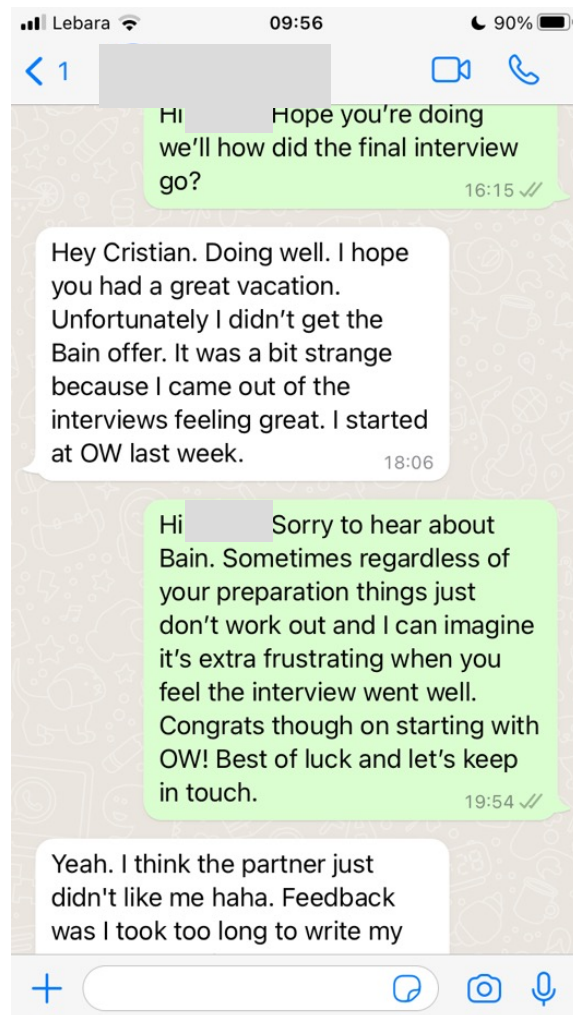 Lebara
09:56
90%
1
Hi Hope you're doing
we'll how did the final interview
go?
16:15
Hey Cristian. Doing well. I hope
you had a great vacation.
Unfortunately I didn't get the
Bain offer. It was a bit strange
because I came out of the
interviews feeling great. I started
at OW last week.
18:06
Hi Sorry to hear about
Bain. Sometimes regardless of
your preparation things just
don't work out and I can imagine
it's extra frustrating when you
feel the interview went well.
Congrats though on starting with
OW! Best of luck and let's keep
in touch.
19:54
Yeah. I think the partner just
didn't like me haha. Feedback
was I took too long to write my